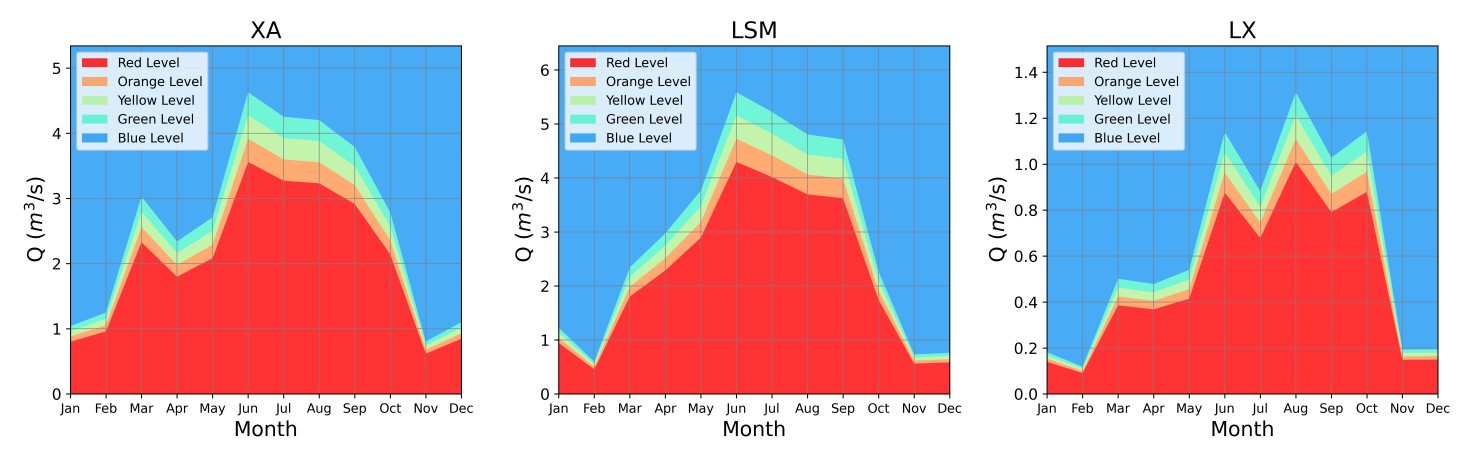 XA
Q (m³/s)
5
4
3
2
1
0
Red Level
Orange Level
Yellow Level
Green Level
Blue Level
Jan Feb Mar Apr May Jun Jul Aug Sep Oct Nov Dec
Month
LSM
Q (m³/s)
6
5
4
3
2
1
0
Red Level
Orange Level
Yellow Level
Green Level
Blue Level
Jan Feb Mar Apr May Jun Jul Aug Sep Oct Nov Dec
Month
LX
Q (m³/s)
1.4
1.2
1.0
0.8
0.6
0.4
0.2
0.0
Red Level
Orange Level
Yellow Level
Green Level
Blue Level
Jan Feb Mar Apr May Jun Jul Aug Sep Oct Nov Dec
Month